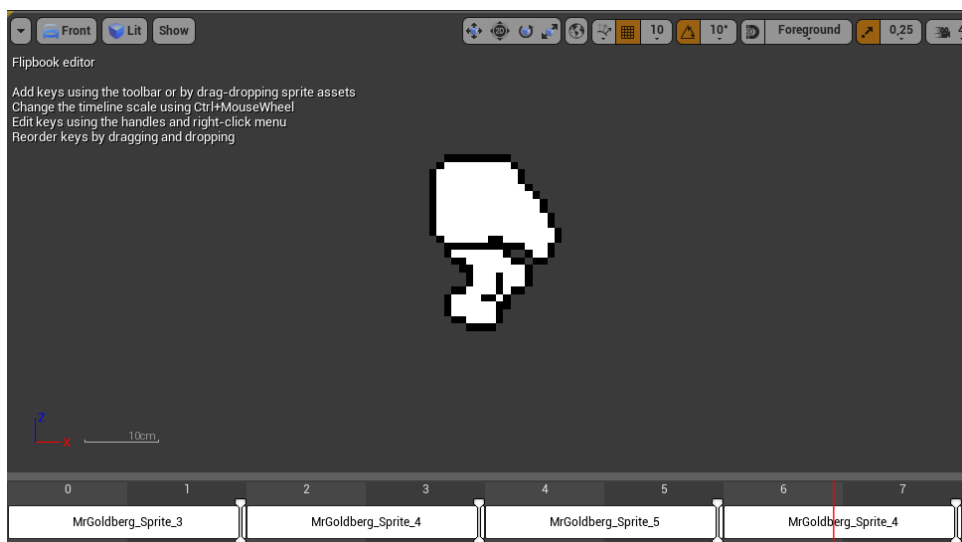 Front Lit Show 10 10° Foreground 0,25 4
Flipbook editor
Add keys using the toolbar or by drag-dropping sprite assets
Change the timeline scale using Ctrl+MouseWheel
Edit keys using the handles and right-click menu
Reorder keys by dragging and dropping
Z
X 10cm
0 1 2 3 4 5 6 7
MrGoldberg_Sprite_3 MrGoldberg_Sprite_4 MrGoldberg_Sprite_5 MrGoldberg_Sprite_4